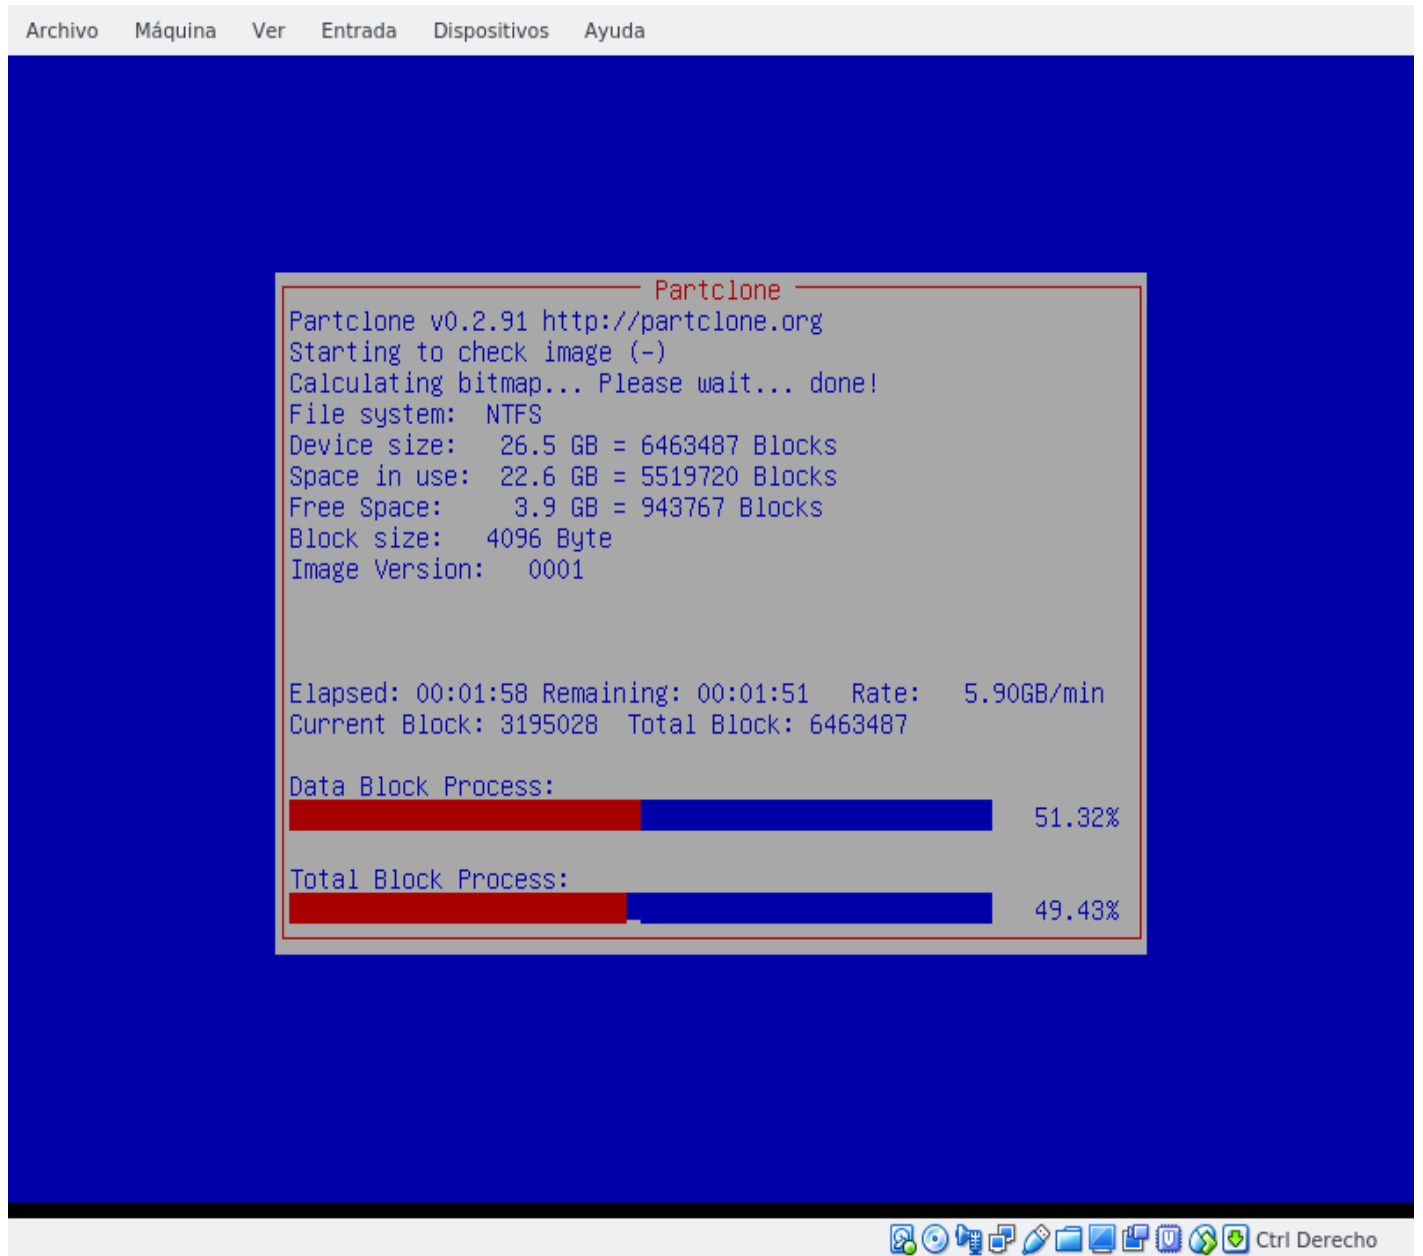 Archivo Máquina Ver Entrada Dispositivos Ayuda
Partclone
Partclone v0.2.91 http://partclone.org
Starting to check image (-)
Calculating bitmap... Please wait... done!
File system: NTFS
Device size: 26.5 GB = 6463487 Blocks
Space in use: 22.6 GB = 5519720 Blocks
Free Space: 3.9 GB = 943767 Blocks
Block size: 4096 Byte
Image Version: 0001
Elapsed: 00:01:58 Remaining: 00:01:51 Rate: 5.90GB/min
Current Block: 3195028 Total Block: 6463487
Data Block Process:
51.32%
Total Block Process:
49.43%
Ctrl Derecho